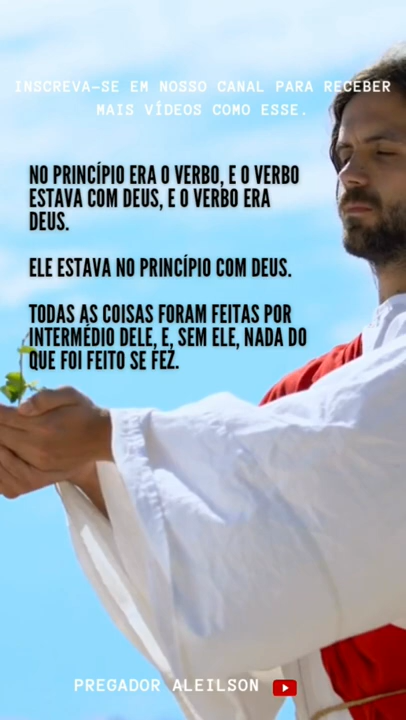 INSCREVA-SE EM NOSSO CANAL PARA RECEBER
MAIS VÍDEOS COMO ESSE.
NO PRINCÍPIO ERA O VERBO, E O VERBO
ESTAVA COM DEUS, E O VERBO ERA
DEUS.
ELE ESTAVA NO PRINCÍPIO COM DEUS.
TODAS AS COISAS FORAM FEITAS POR
INTERMÉDIO DELE, E, SEM ELE, NADA DO
QUE FOI FEITO SE FEZ.
PREGADOR ALEILSON